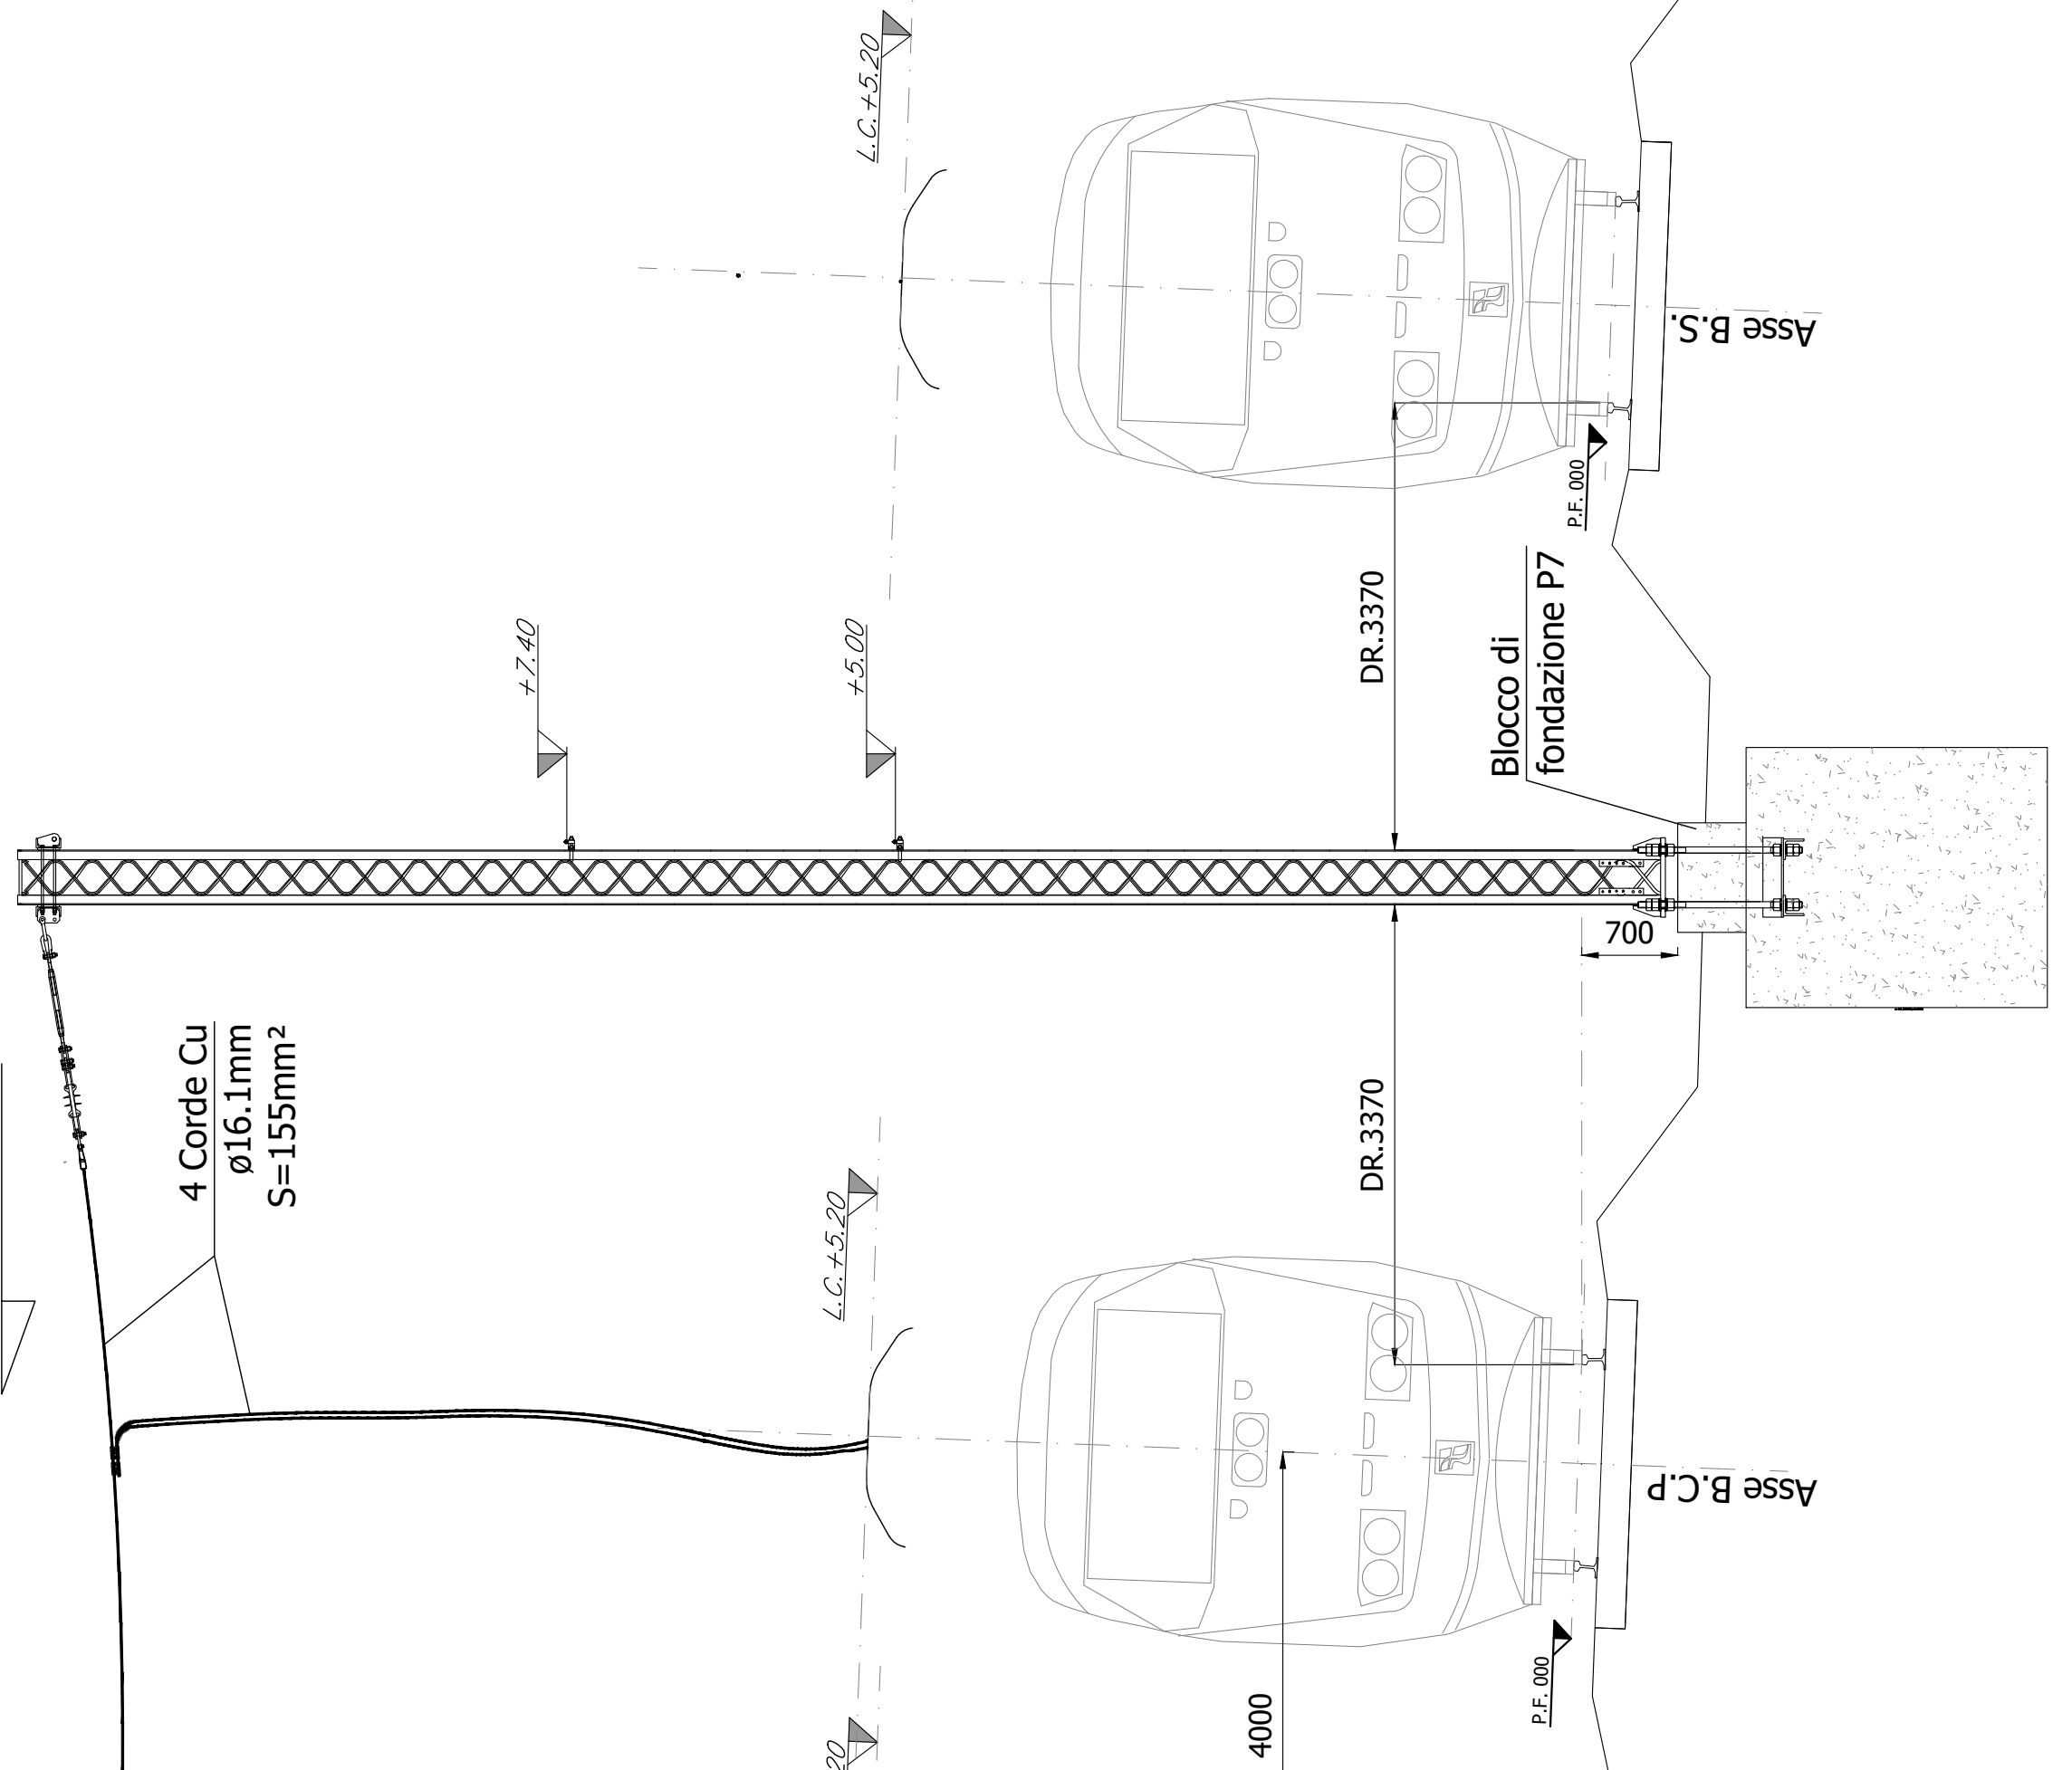 L.C. +5.20
+7.40
+5.00
DR.3370
P.F. 000
Asse B.S.
Blocco di
fondazione P7
700
4 Corde Cu
ø16.1mm
S=155mm²
L.C. +5.20
DR.3370
Asse B.C.P
P.F. 000
4000
20